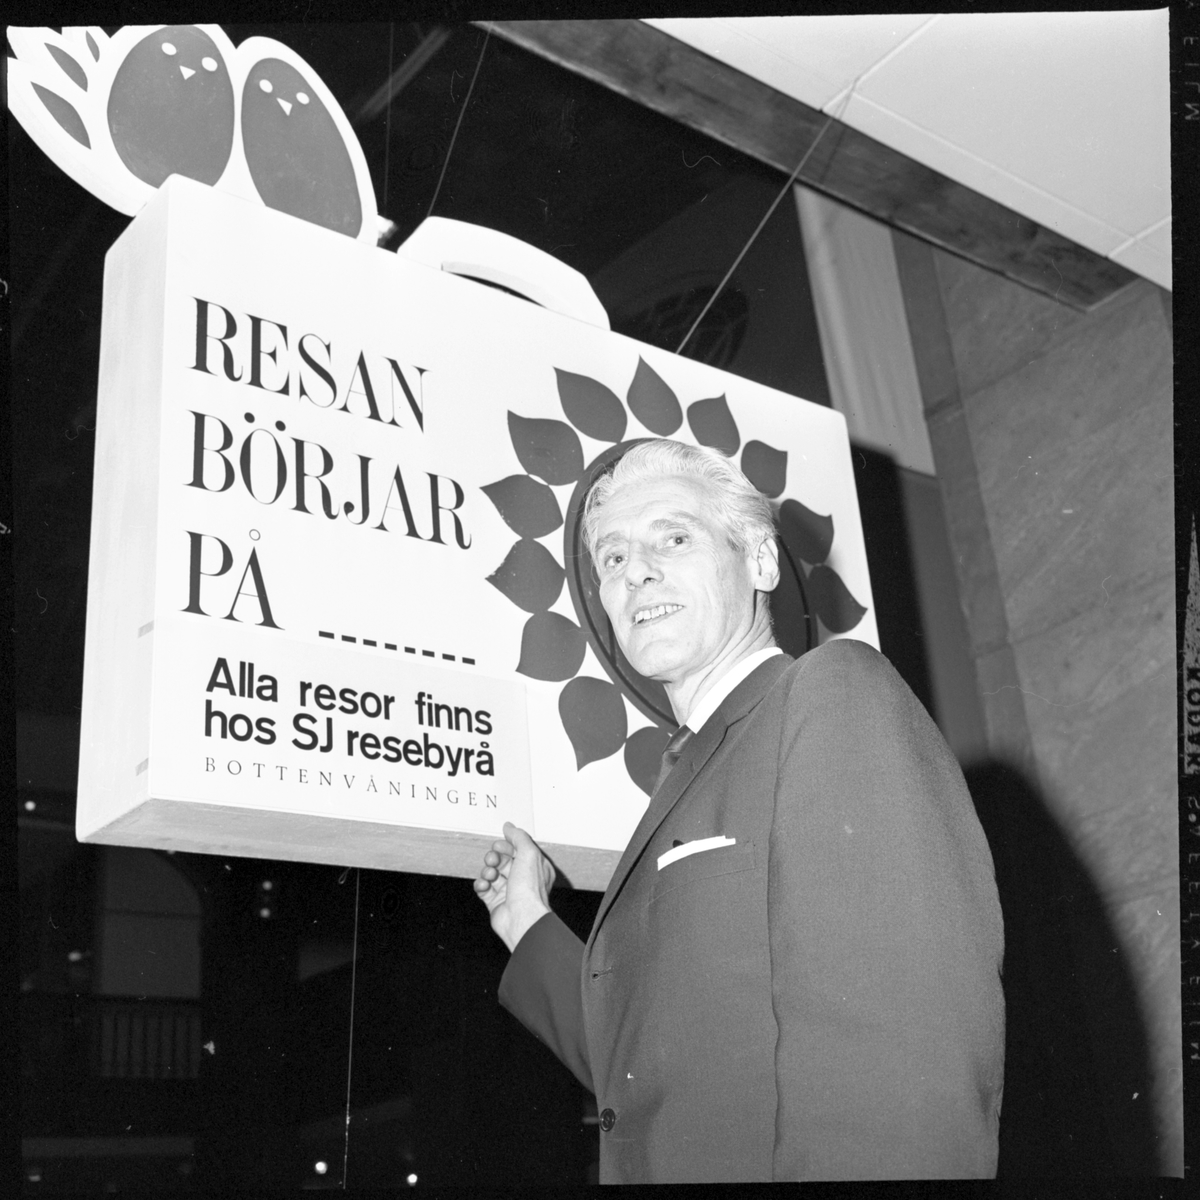 RESAN
BÖRJAR
PÅ --------
Alla resor finns
hos SJ resebyrå
BOTTENVÅNINGEN